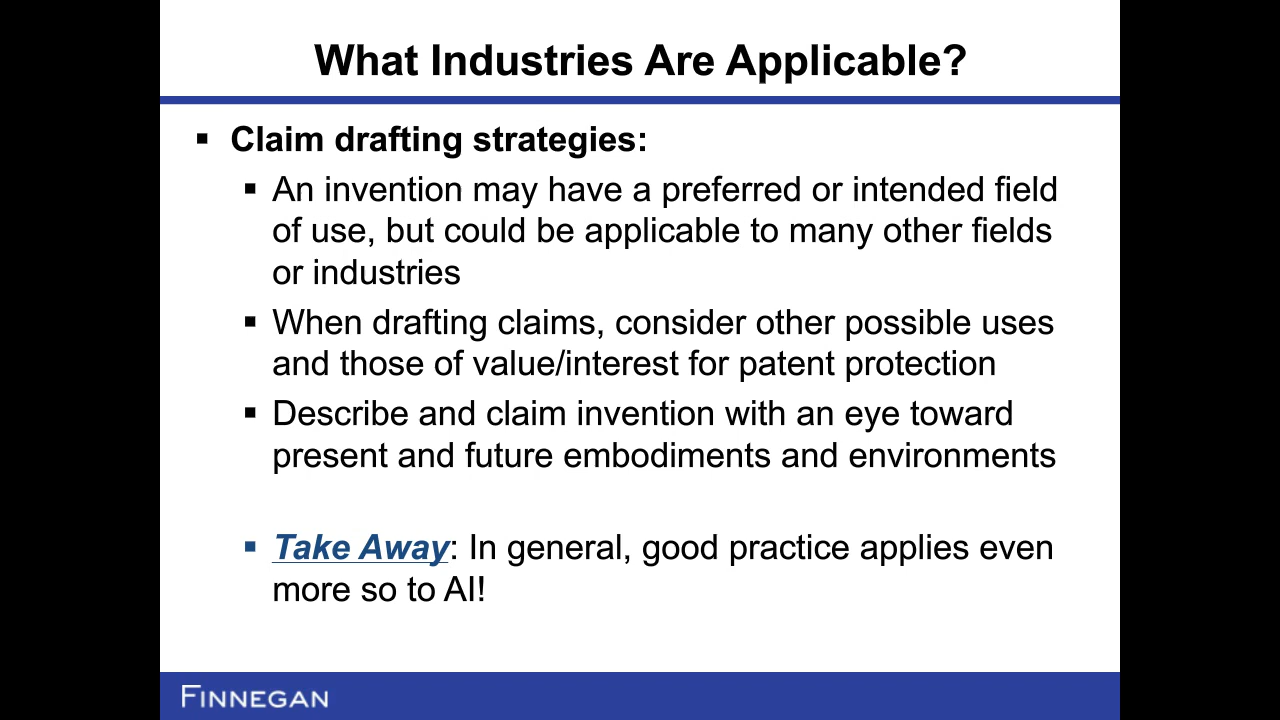 What Industries Are Applicable?
▪ Claim drafting strategies:
▪ An invention may have a preferred or intended field
of use, but could be applicable to many other fields
or industries
▪ When drafting claims, consider other possible uses
and those of value/interest for patent protection
▪ Describe and claim invention with an eye toward
present and future embodiments and environments
▪ Take Away: In general, good practice applies even
more so to AI!
FINNEGAN